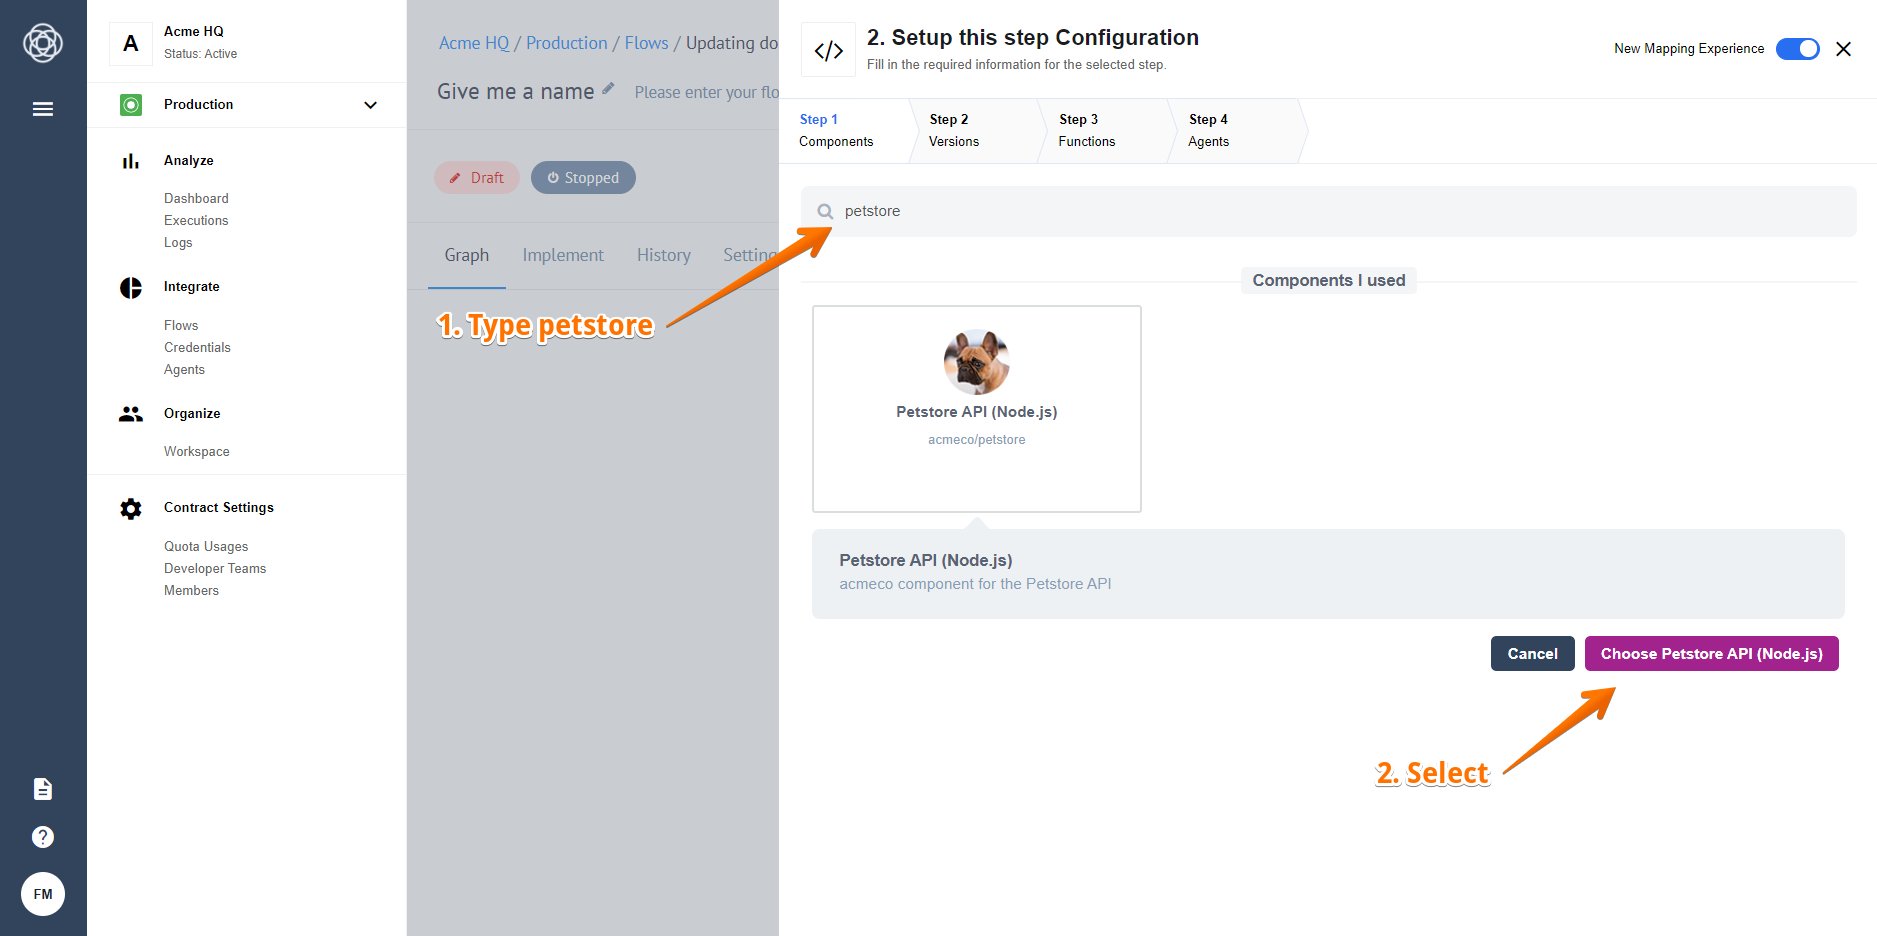 A
Acme HQ
Status: Active
Production
Analyze
Dashboard
Executions
Logs
Integrate
Flows
Credentials
Agents
Organize
Workspace
Contract Settings
Quota Usages
Developer Teams
Members
FM
Acme HQ / Production / Flows / Updating do
Give me a name
Please enter your flo
Draft
Stopped
Graph
Implement
History
Setting
1. Type petstore
</>
2. Setup this step Configuration
Fill in the required information for the selected step.
New Mapping Experience
Step 1
Components
Step 2
Versions
Step 3
Functions
Step 4
Agents
petstore
Components I used
Petstore API (Node.js)
acmeco/petstore
Petstore API (Node.js)
acmeco component for the Petstore API
Cancel
Choose Petstore API (Node.js)
2. Select